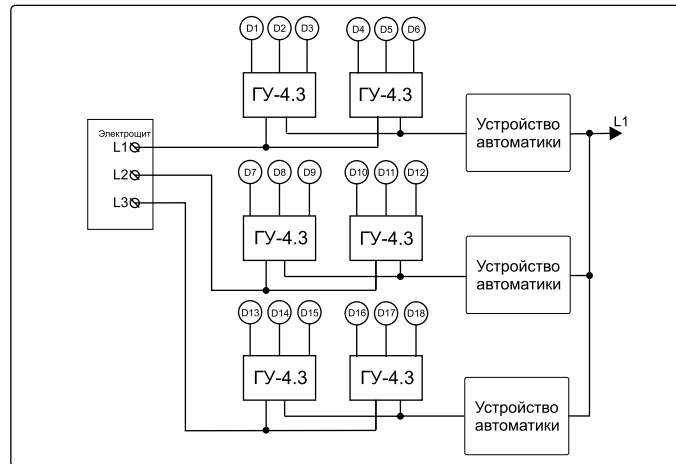 D1 D2 D3 D4 D5 D6
ГУ-4.3 ГУ-4.3
Устройство
автоматики
L1
Электрощит
L1
L2
L3
D7 D8 D9 D10 D11 D12
ГУ-4.3 ГУ-4.3
Устройство
автоматики
D13 D14 D15 D16 D17 D18
ГУ-4.3 ГУ-4.3
Устройство
автоматики